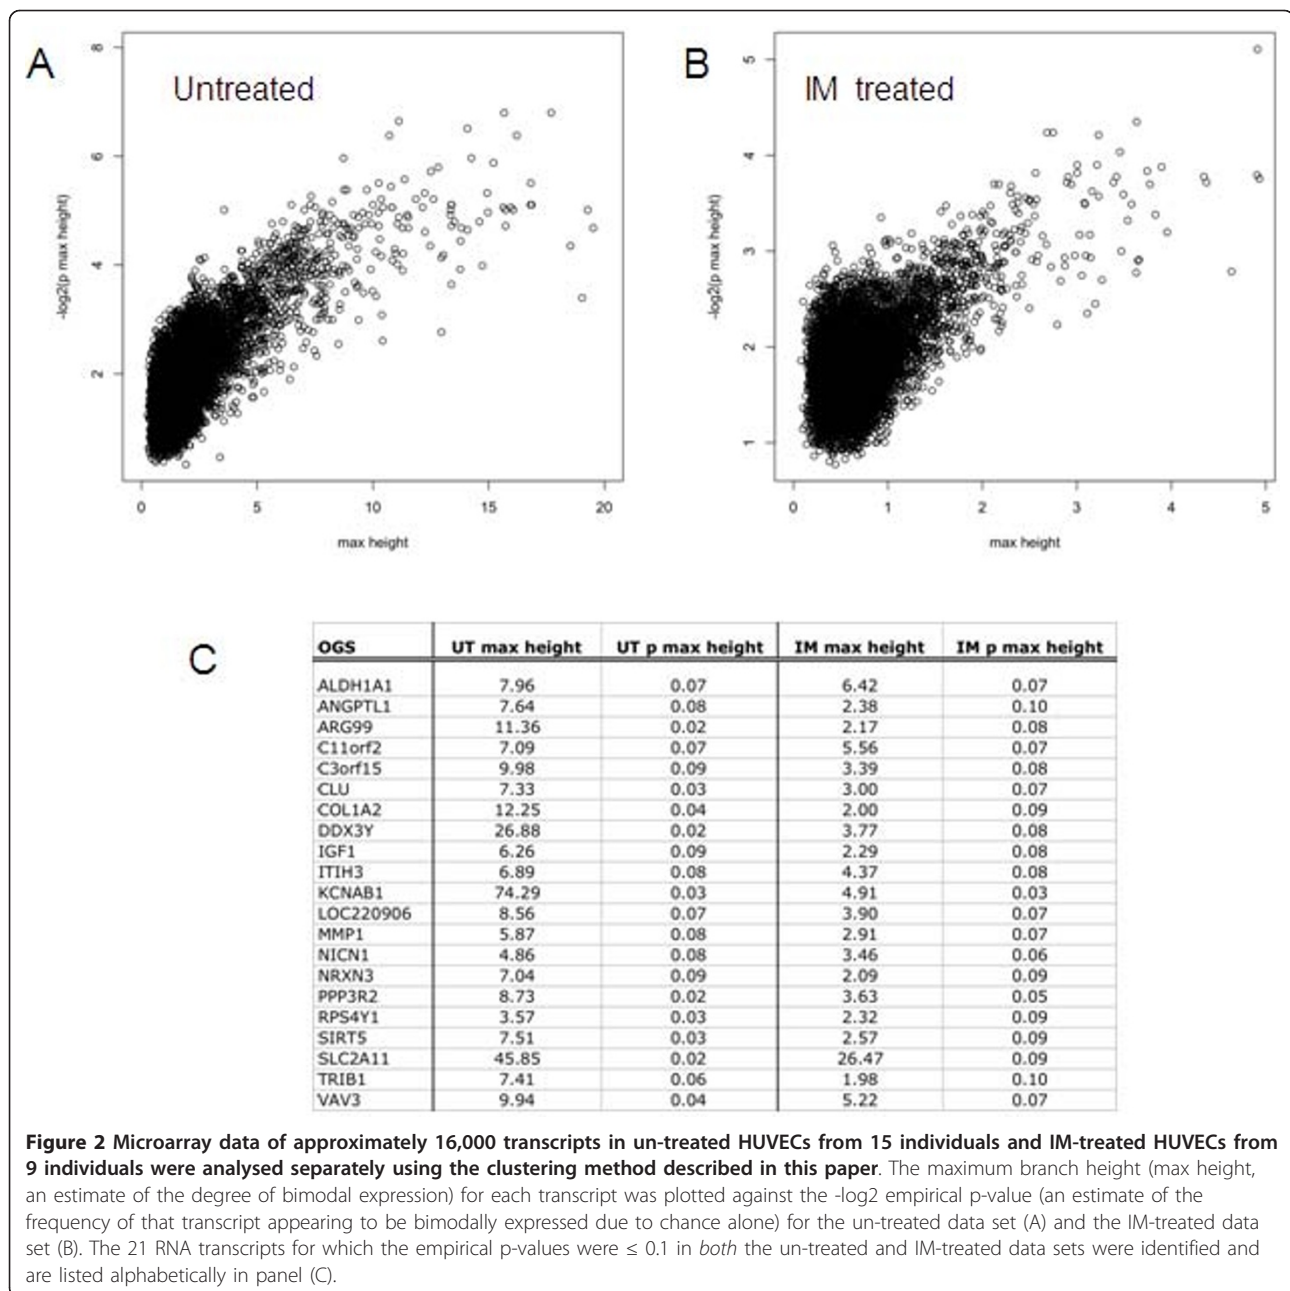 A
Untreated
8
6
4
2
-log2(p max height)
0 5 10 15 20
max height
B
IM treated
5
4
3
2
1
-log2(p max height)
0 1 2 3 4 5
max height
C
OGS UT max height UT p max height IM max height IM p max height
ALDH1A1 7.96 0.07 6.42 0.07
ANGPTL1 7.64 0.08 2.38 0.10
ARG99 11.36 0.02 2.17 0.08
C11orf2 7.09 0.07 5.56 0.07
C3orf15 9.98 0.09 3.39 0.08
CLU 7.33 0.03 3.00 0.07
COL1A2 12.25 0.04 2.00 0.09
DDX3Y 26.88 0.02 3.77 0.08
IGF1 6.26 0.09 2.29 0.08
ITIH3 6.89 0.08 4.37 0.08
KCNAB1 74.29 0.03 4.91 0.03
LOC220906 8.56 0.07 3.90 0.07
MMP1 5.87 0.08 2.91 0.07
NICN1 4.86 0.08 3.46 0.06
NRXN3 7.04 0.09 2.09 0.09
PPP3R2 8.73 0.02 3.63 0.05
RPS4Y1 3.57 0.03 2.32 0.09
SIRT5 7.51 0.03 2.57 0.09
SLC2A11 45.85 0.02 26.47 0.09
TRIB1 7.41 0.06 1.98 0.10
VAV3 9.94 0.04 5.22 0.07
Figure 2 Microarray data of approximately 16,000 transcripts in un-treated HUVECs from 15 individuals and IM-treated HUVECs from
9 individuals were analysed separately using the clustering method described in this paper. The maximum branch height (max height,
an estimate of the degree of bimodal expression) for each transcript was plotted against the -log2 empirical p-value (an estimate of the
frequency of that transcript appearing to be bimodally expressed due to chance alone) for the un-treated data set (A) and the IM-treated data
set (B). The 21 RNA transcripts for which the empirical p-values were ≤ 0.1 in both the un-treated and IM-treated data sets were identified and
are listed alphabetically in panel (C).